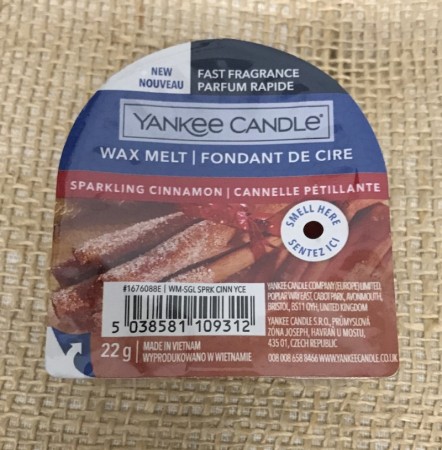 NEW
NOUVEAU
FAST FRAGRANCE
PARFUM RAPIDE
YANKEE CANDLE®
WAX MELT | FONDANT DE CIRE
SPARKLING CINNAMON | CANNELLE PÉTILLANTE
SMELL HERE
SENTEZ ICI
#1676088E | WM-SGL SPRK CINN YCE
5 038581 109312
22 g
MADE IN VIETNAM
WYPRODUKOWANO W WIETNAMIE
YANKEE CANDLE COMPANY (EUROPE) LIMITED,
POPLAR WAY EAST, CABOT PARK, AVONMOUTH,
BRISTOL, BS11 0YH, UNITED KINGDOM
YANKEE CANDLE S.R.O., PRŮMYSLOVÁ
ZÓNA JOSEPH, HAVRAŇ U MOSTU,
435 01, CZECH REPUBLIC
008 008 658 8466 WWW.YANKEECANDLE.CO.UK